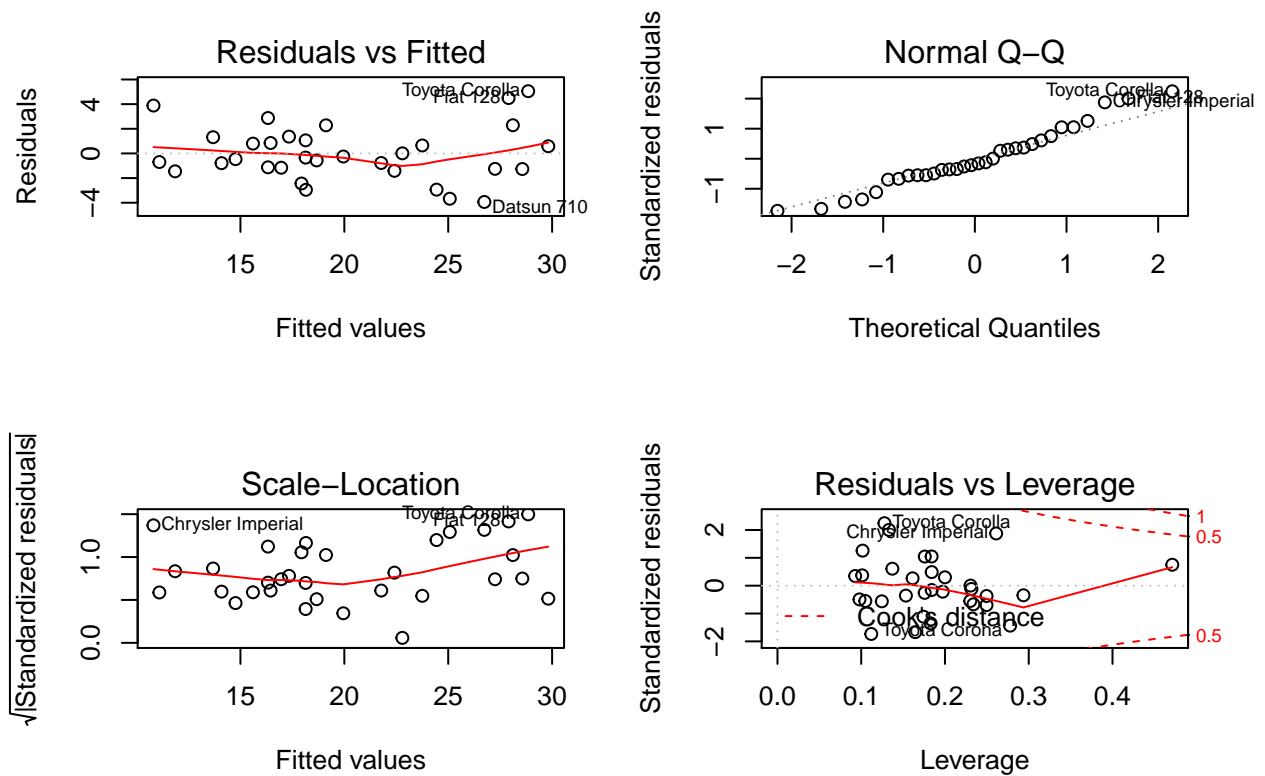 Residuals vs Fitted
Residuals
4
0
−4
Toyota Corolla
Fiat 128
Datsun 710
15 20 25 30
Fitted values
Normal Q−Q
Standardized residuals
1
−1
Toyota Corolla
Fiat 128
Chrysler Imperial
−2 −1 0 1 2
Theoretical Quantiles
Scale−Location
√|Standardized residuals|
1.0
0.0
Chrysler Imperial
Toyota Corolla
Fiat 128
15 20 25 30
Fitted values
Residuals vs Leverage
Standardized residuals
2
0
−2
Toyota Corolla
Chrysler Imperial
Cook's distance
Toyota Corona
1
0.5
0.5
0.0 0.1 0.2 0.3 0.4
Leverage